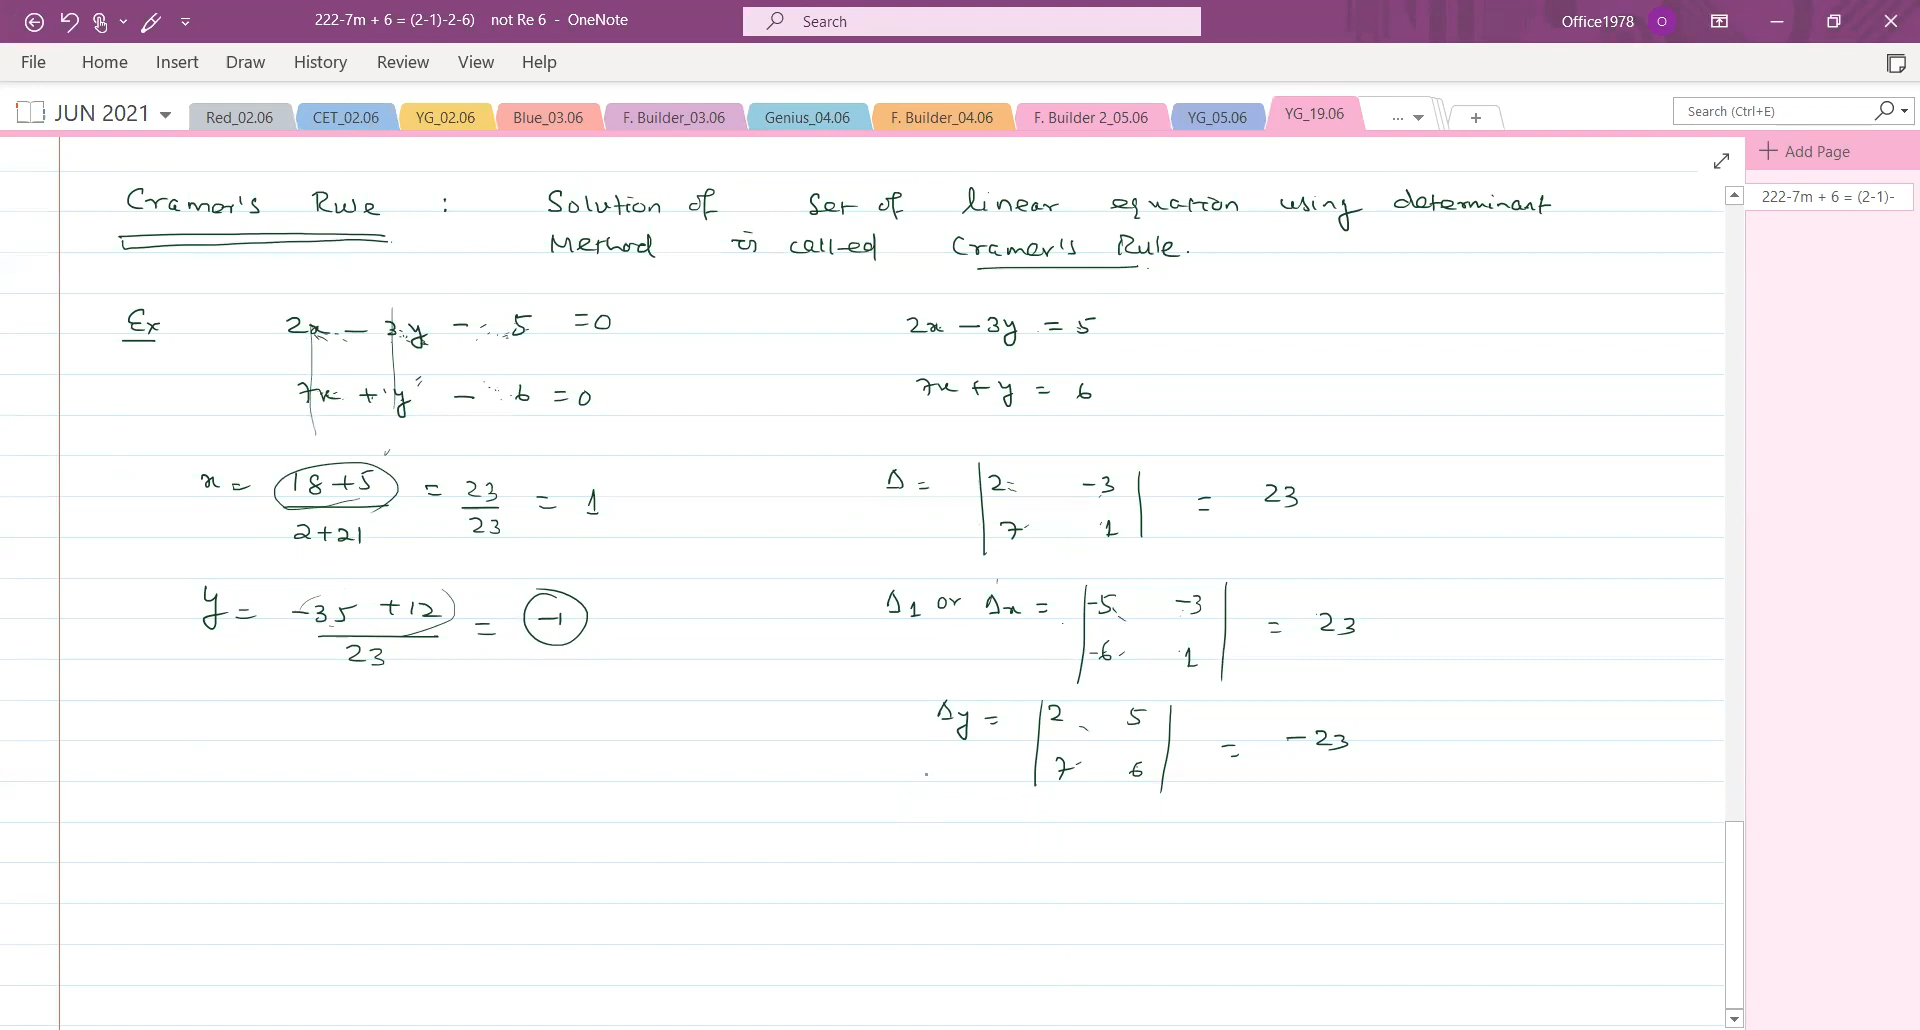 222-7m + 6 = (2-1)-2-6) not Re 6 - OneNote
Search
Office1978 O
File Home Insert Draw History Review View Help
JUN 2021 Red_02.06 CET_02.06 YG_02.06 Blue_03.06 F. Builder_03.06 Genius_04.06 F. Builder_04.06 F. Builder 2_05.06 YG_05.06 YG_19.06 ... +
Search (Ctrl+E)
+ Add Page
222-7m + 6 = (2-1)-
Cramer's Rule : Solution of Set of linear equation using determinant
Method is called Cramer's Rule.
Ex 2x - 3y - 5 = 0
7x + 1y - 6 = 0
x = 18+5 / 2+21 = 23/23 = 1
y = -35 +12 / 23 = -1
2x - 3y = 5
7x + y = 6
Δ = | 2 -3 | = 23
| 7 1 |
Δ1 or Δx = | -5 -3 | = 23
| -6 1 |
Δy = | 2 5 | = -23
| 7 6 |